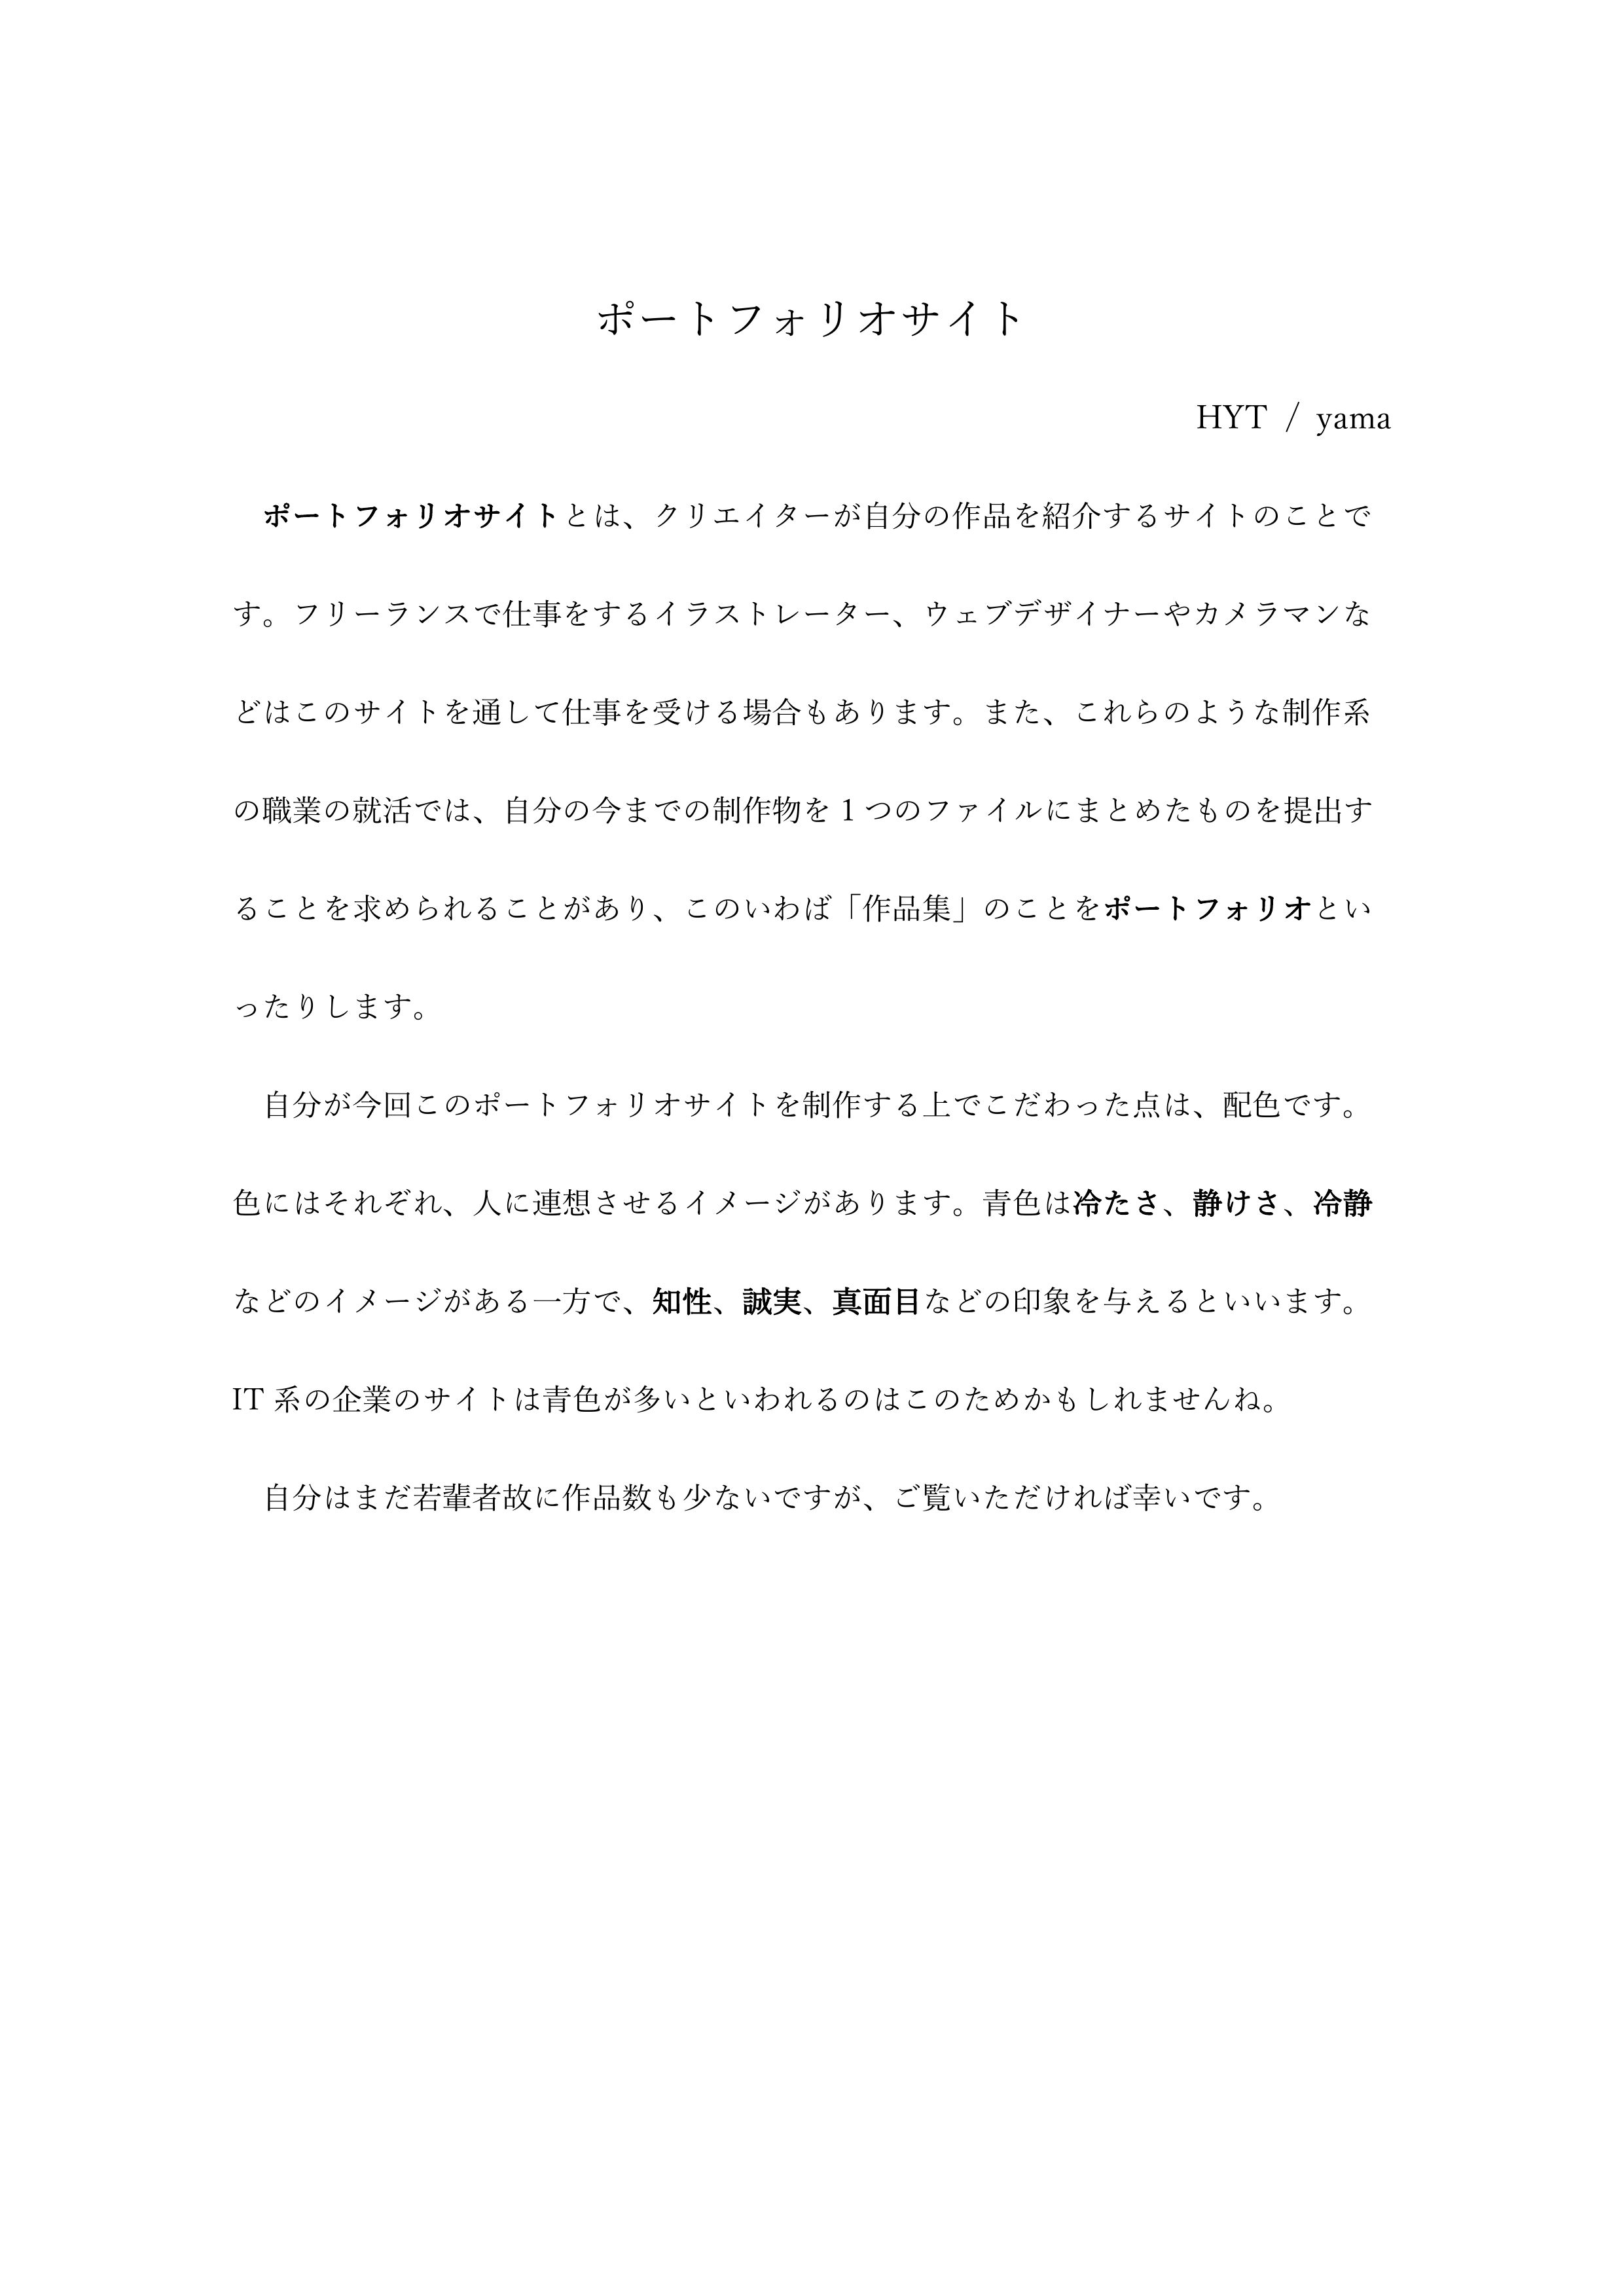 ポートフォリオサイト
HYT / yama
　ポートフォリオサイトとは、クリエイターが自分の作品を紹介するサイトのことで
す。フリーランスで仕事をするイラストレーター、ウェブデザイナーやカメラマンな
どはこのサイトを通して仕事を受ける場合もあります。また、これらのような制作系
の職業の就活では、自分の今までの制作物を 1 つのファイルにまとめたものを提出す
ることを求められることがあり、このいわば「作品集」のことをポートフォリオとい
ったりします。
　自分が今回このポートフォリオサイトを制作する上でこだわった点は、配色です。
色にはそれぞれ、人に連想させるイメージがあります。青色は冷たさ、静けさ、冷静
などのイメージがある一方で、知性、誠実、真面目などの印象を与えるといいます。
IT 系の企業のサイトは青色が多いといわれるのはこのためかもしれませんね。
　自分はまだ若輩者故に作品数も少ないですが、ご覧いただければ幸いです。